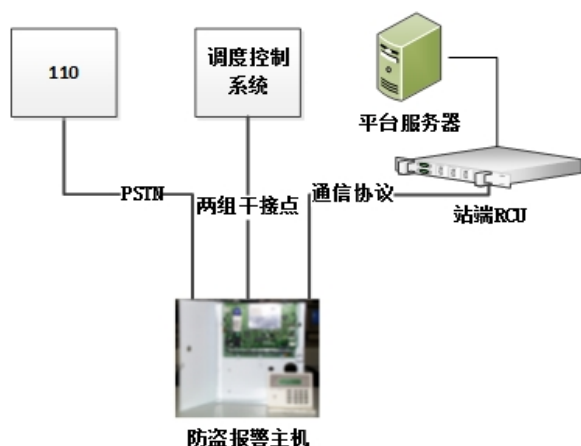 110
调度控制
系统
平台服务器
PSTN
两组干接点
通信协议
站端RCU
防盗报警主机